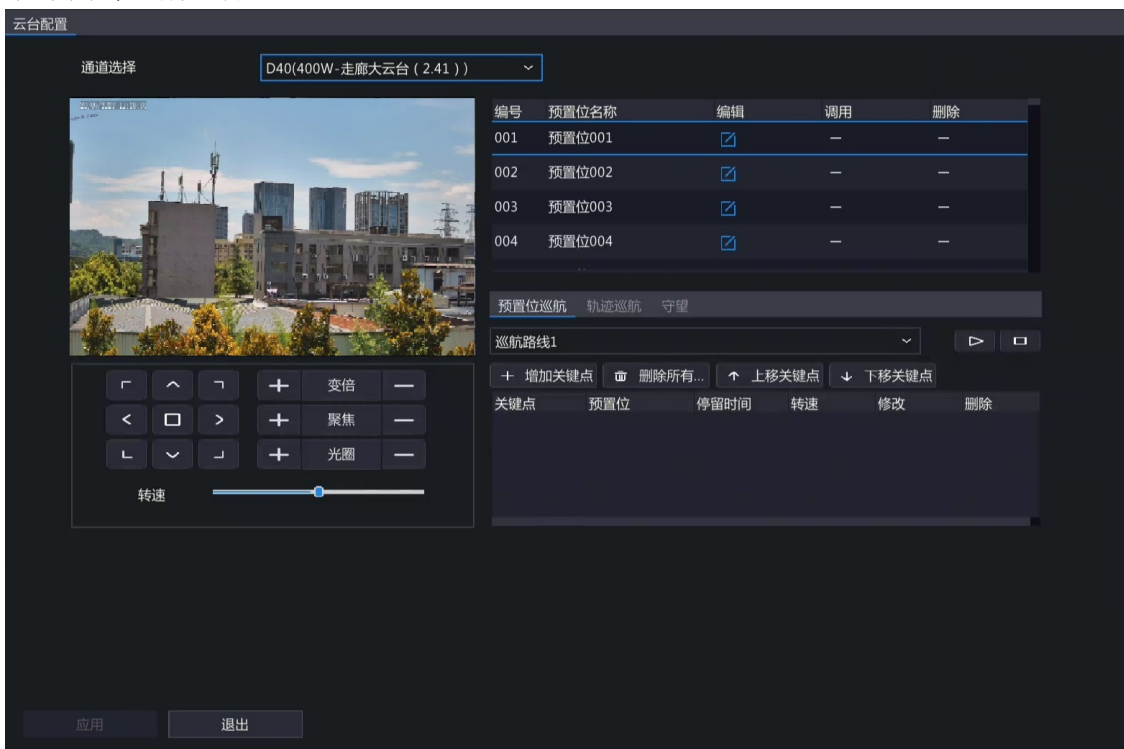 云台配置
通道选择 D40(400W-走廊大云台（2.41）)
编号 预置位名称 编辑 调用 删除
001 预置位001 — —
002 预置位002 — —
003 预置位003 — —
004 预置位004 — —
预置位巡航 轨迹巡航 守望
巡航路线1
增加关键点 删除所有... 上移关键点 下移关键点
关键点 预置位 停留时间 转速 修改 删除
变倍
聚焦
光圈
转速
应用 退出